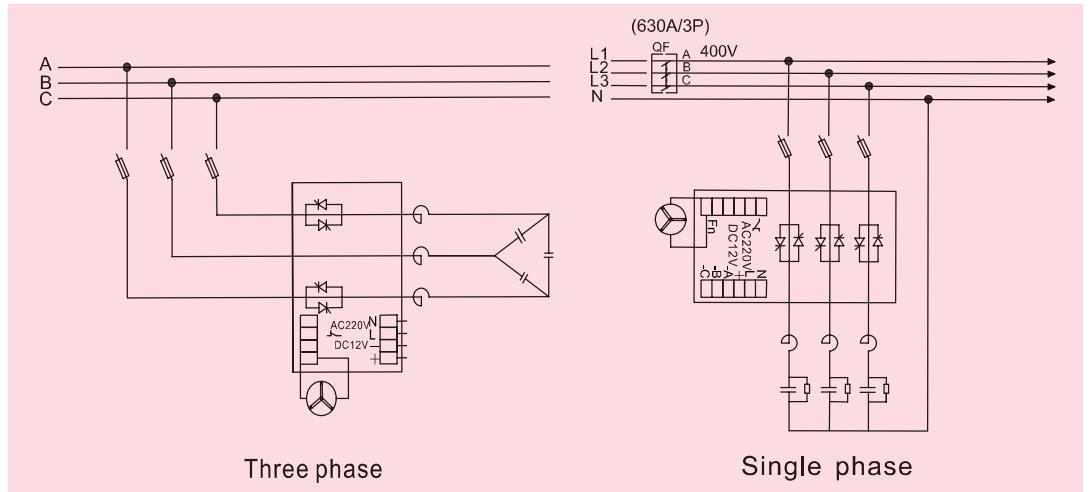 A
B
C
AC220V
N
L
DC12V
—
+
Three phase
(630A/3P)
QF
400V
L1
L2
L3
N
A
B
C
Fn
AC220V
DC12V
-C
-B
-A
+
L
N
Single phase